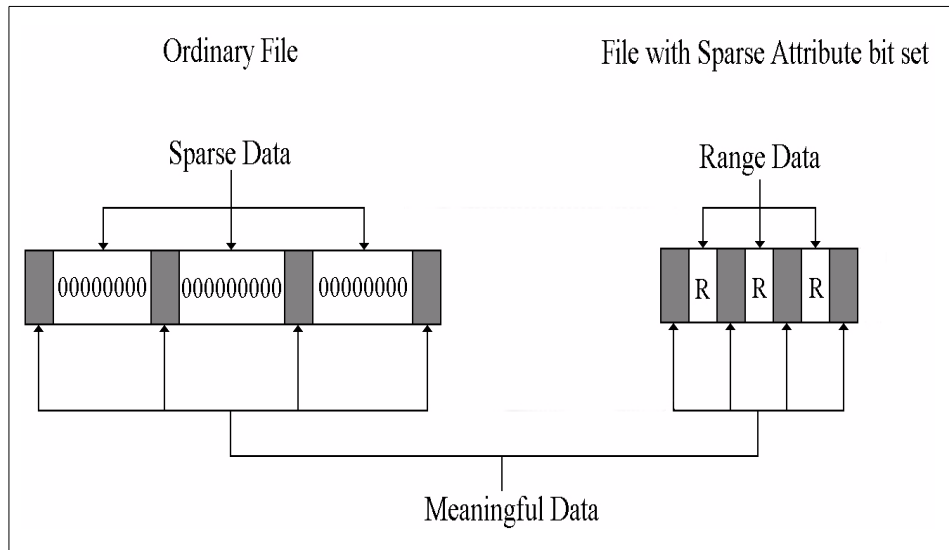 Ordinary File
File with Sparse Attribute bit set
Sparse Data
Range Data
00000000
000000000
00000000
R
R
R
Meaningful Data